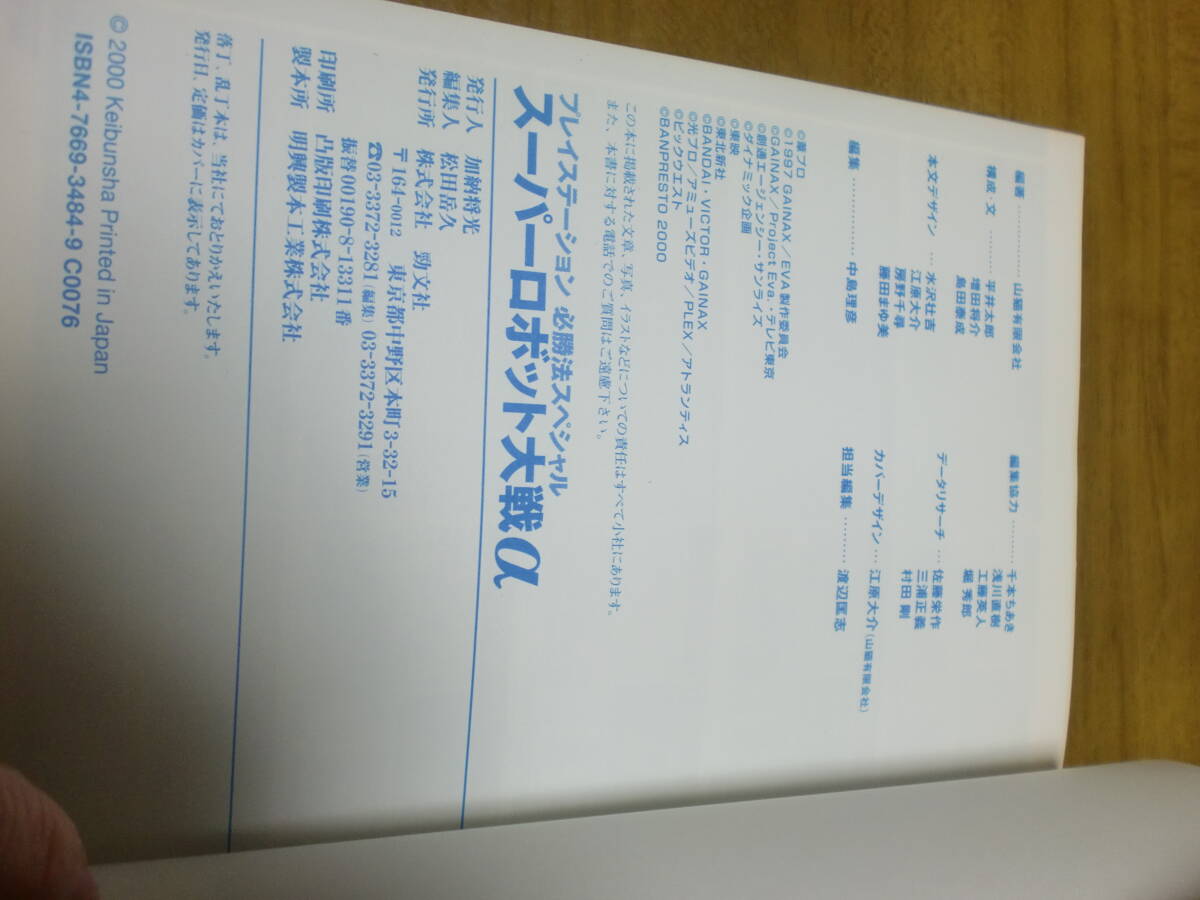 編著 ………… 山猫有限会社
構成・文 ……… 平井太郎
増田将介
島田泰成
本文デザイン … 水沢壮吉
江原大介
房野千尋
藤田まゆ美
編集 ………… 中島理彦
編集協力 ……… 千本ちあき
浅川直樹
工藤英人
堀 秀郎
データリサーチ … 佐藤栄作
三浦正義
村田 剛
カバーデザイン … 江原大介(山猫有限会社)
担当編集 ……… 渡辺匡志
©葦プロ
©1997 GAINAX/EVA製作委員会
©GAINAX/Project Eva.・テレビ東京
©創通エージェンシー・サンライズ
©ダイナミック企画
©東映
©東北新社
©BANDAI・VICTOR・GAINAX
©光プロ/アミューズビデオ/PLEX/アトランティス
©ビックウエスト
©BANPRESTO 2000
この本に掲載された文章、写真、イラストなどについての責任はすべて小社にあります。
また、本書に対する電話でのご質問はご遠慮下さい。
プレイステーション 必勝法スペシャル
スーパーロボット大戦α
発行人 加納将光
編集人 松田岳久
発行所 株式会社 勁文社
〒164-0012 東京都中野区本町3-32-15
☎03-3372-3281(編集) 03-3372-3291(営業)
振替00190-8-13311番
印刷所 凸版印刷株式会社
製本所 明興製本工業株式会社
落丁、乱丁本は、当社にておとりかえいたします。
発行日、定価はカバーに表示してあります。
© 2000 Keibunsha Printed in Japan
ISBN4-7669-3484-9 C0076